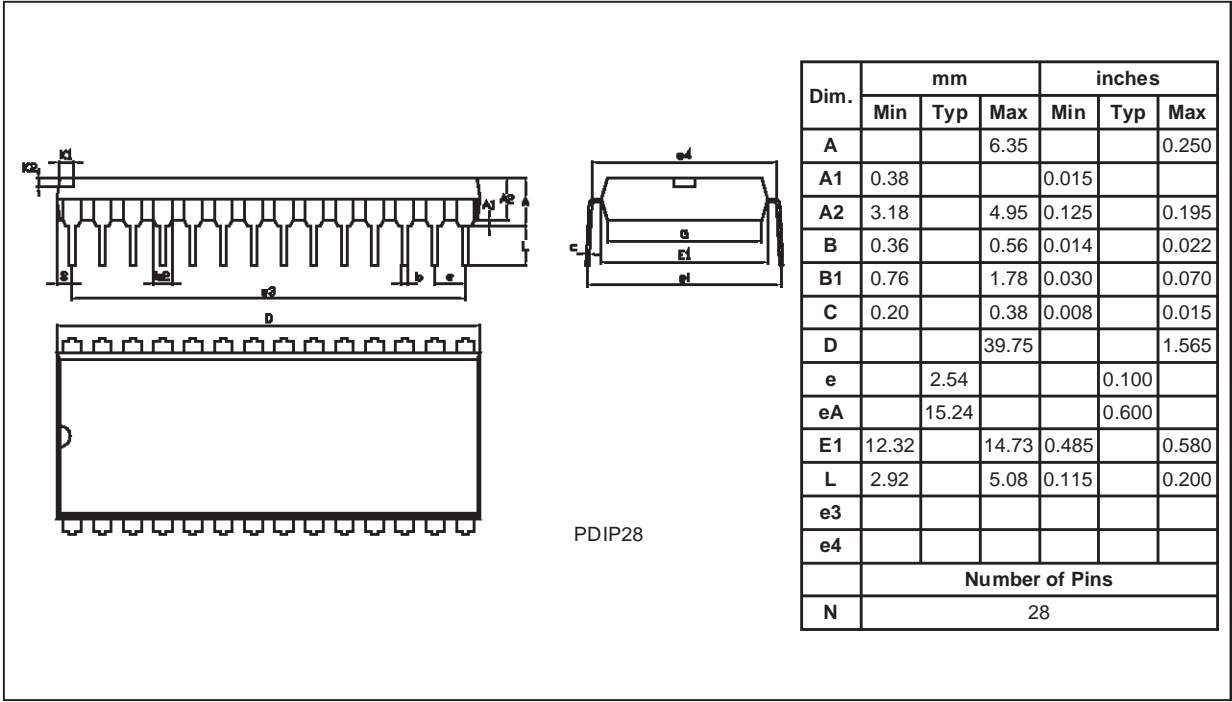 K1
K2
A1
A2
A
L
S
b2
b
e
e3
D
e4
G
E1
PDIP28
Dim.
mm
inches
Min Typ Max Min Typ Max
A 6.35 0.250
A1 0.38 0.015
A2 3.18 4.95 0.125 0.195
B 0.36 0.56 0.014 0.022
B1 0.76 1.78 0.030 0.070
C 0.20 0.38 0.008 0.015
D 39.75 1.565
e 2.54 0.100
eA 15.24 0.600
E1 12.32 14.73 0.485 0.580
L 2.92 5.08 0.115 0.200
e3
e4
Number of Pins
N 28